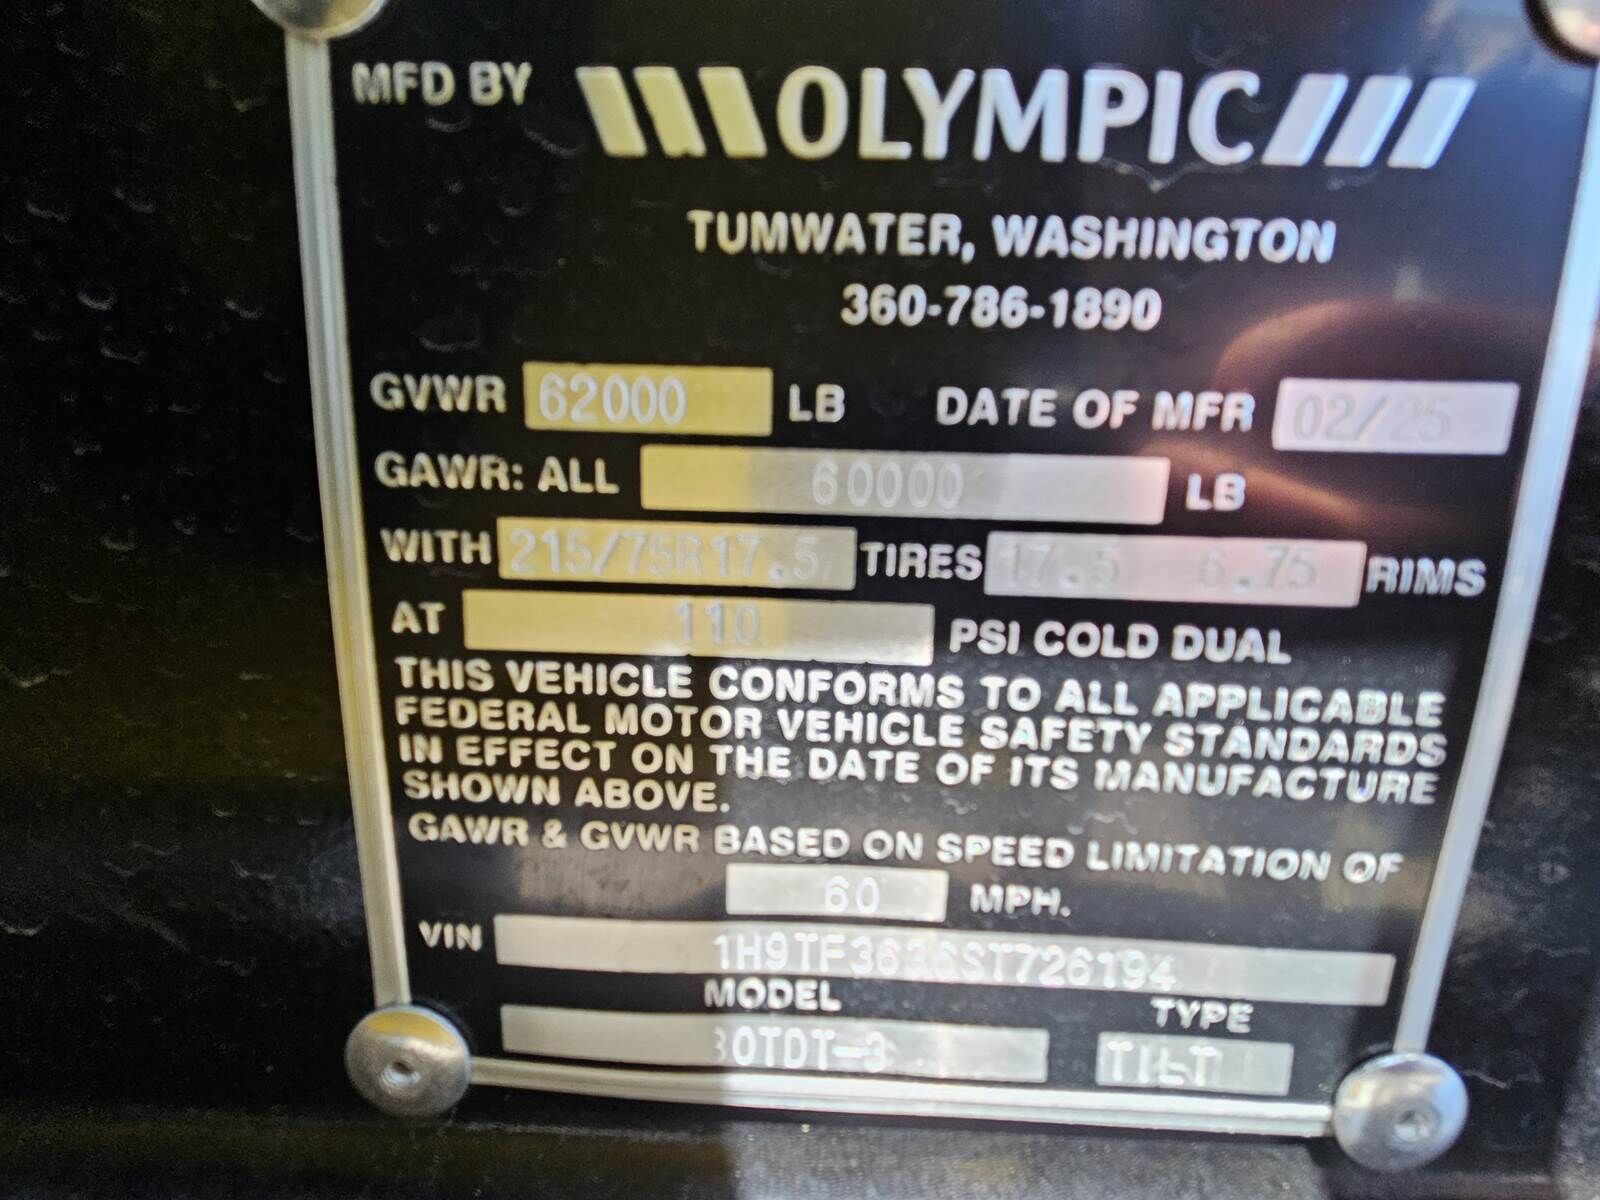 MFD BY OLYMPIC
TUMWATER, WASHINGTON
360-786-1890
GVWR 62000 LB DATE OF MFR 02/25
GAWR: ALL 60000 LB
WITH 215/75R17.5 TIRES 17.5 6.75 RIMS
AT 110 PSI COLD DUAL
THIS VEHICLE CONFORMS TO ALL APPLICABLE
FEDERAL MOTOR VEHICLE SAFETY STANDARDS
IN EFFECT ON THE DATE OF ITS MANUFACTURE
SHOWN ABOVE.
GAWR & GVWR BASED ON SPEED LIMITATION OF
60 MPH.
VIN 1H9TF3636ST726194
MODEL TYPE
30TDT-3 TILT